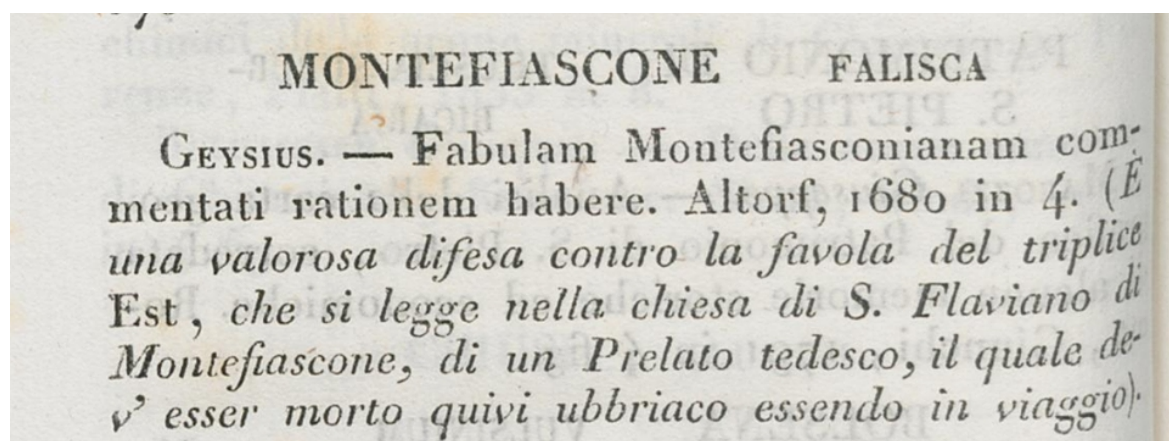 MONTEFIASCONE FALISCA
GEYSIUS. — Fabulam Montefiasconianam com-
mentati rationem habere. Altorf, 1680 in 4. (É
una valorosa difesa contro la favola del triplice
Est, che si legge nella chiesa di S. Flaviano di
Montefiascone, di un Prelato tedesco, il quale de-
v' esser morto quivi ubbriaco essendo in viaggio).